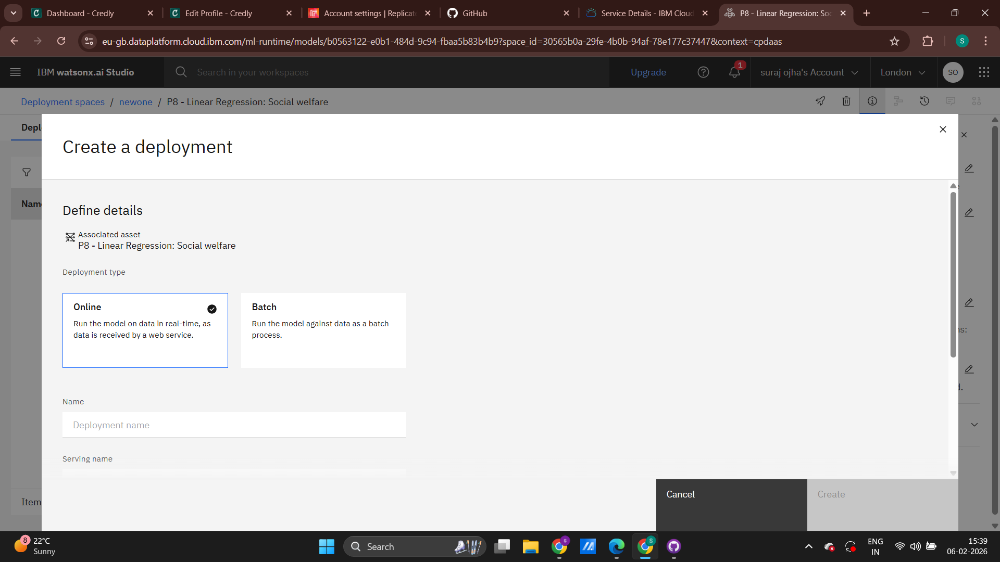 Dashboard - Credly
Edit Profile - Credly
Account settings | Replicate
GitHub
Service Details - IBM Cloud
P8 - Linear Regression: Soc
eu-gb.dataplatform.cloud.ibm.com/ml-runtime/models/b0563122-e0b1-484d-9c94-fbaa5b83b4b9?space_id=30565b0a-29fe-4b0b-94af-78e177c37447&context=cpdaas
S
IBM watsonx.ai Studio
Search in your workspaces
Upgrade
1
suraj ojha's Account
London
SO
Deployment spaces / newone / P8 - Linear Regression: Social welfare
Depl
Create a deployment
Name
Define details
Associated asset
P8 - Linear Regression: Social welfare
Deployment type
Online
Run the model on data in real-time, as
data is received by a web service.
Batch
Run the model against data as a batch
process.
ns:
d.
Name
Deployment name
Serving name
Item
Cancel
Create
8
22°C
Sunny
Search
S
S
ENG
IN
15:39
06-02-2026